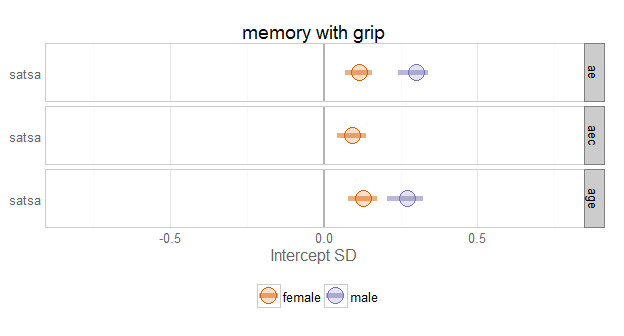 memory with grip
satsa
ae
satsa
aec
satsa
age
-0.5 0.0 0.5
Intercept SD
female male